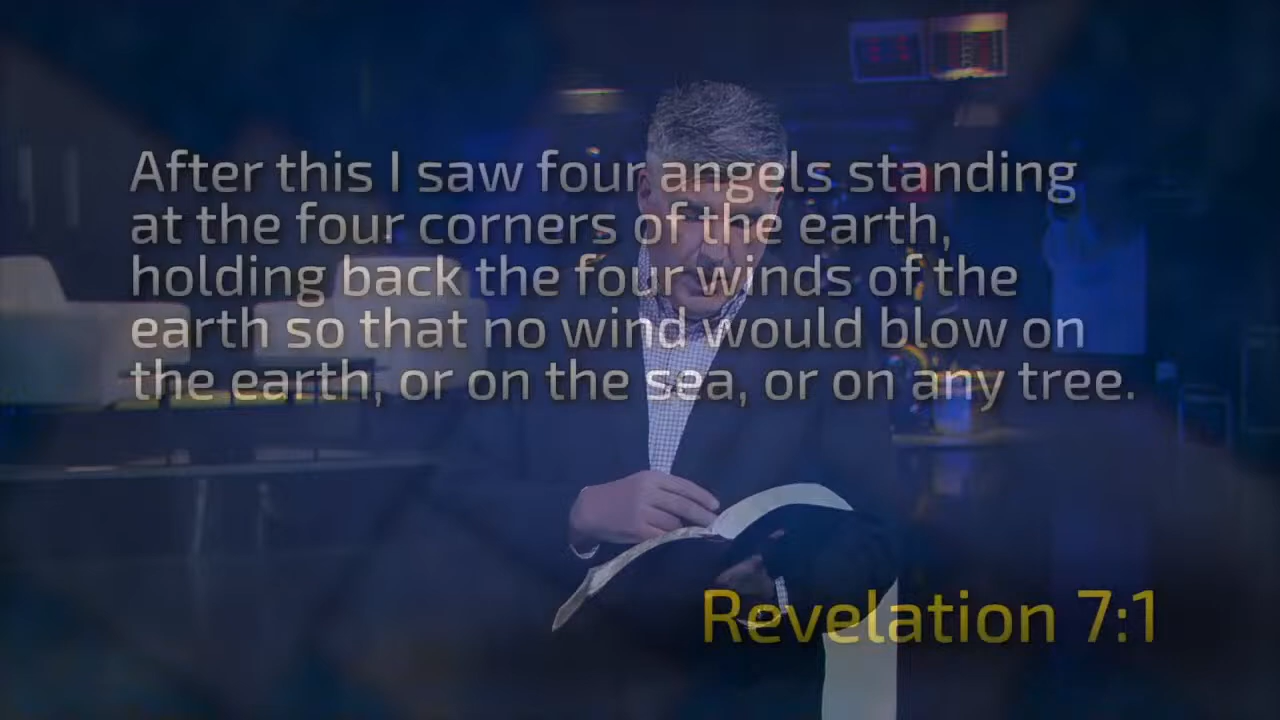 After this I saw four angels standing
at the four corners of the earth,
holding back the four winds of the
earth so that no wind would blow on
the earth, or on the sea, or on any tree.
Revelation 7:1